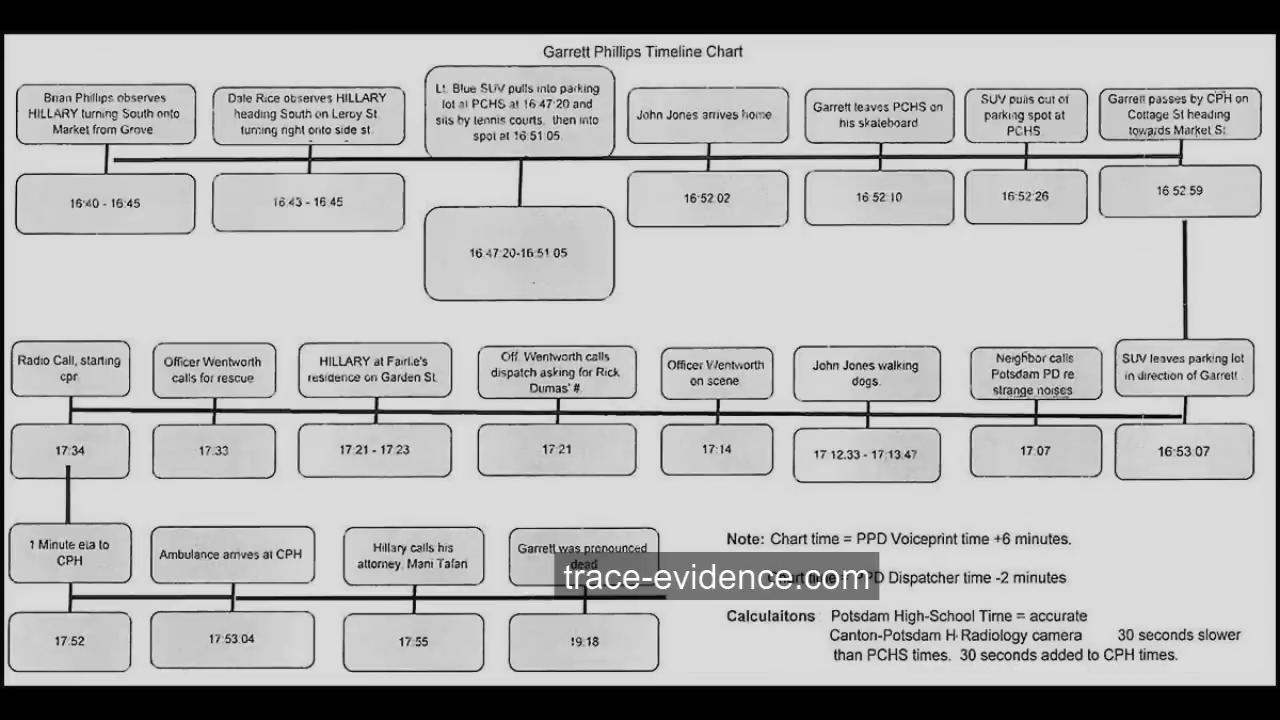 Garrett Phillips Timeline Chart
Brian Phillips observes
HILLARY turning South onto
Market from Grove
Dale Rice observes HILLARY
heading South on Leroy St
turning right onto side st
Lt. Blue SUV pulls into parking
lot at PCHS at 16:47:20 and
sits by tennis courts, then into
spot at 16:51:05.
John Jones arrives home
Garrett leaves PCHS on
his skateboard
SUV pulls out of
parking spot at
PCHS
Garrett passes by CPH on
Cottage St heading
towards Market St
16:40 - 16:45
16:43 - 16:45
16:47:20-16:51:05
16:52:02
16:52:10
16:52:26
16:52:59
Radio Call, starting
cpr
Officer Wentworth
calls for rescue
HILLARY at Fairlie's
residence on Garden St.
Off. Wentworth calls
dispatch asking for Rick
Dumas' #.
Officer Wentworth
on scene
John Jones walking
dogs.
Neighbor calls
Potsdam PD re
strange noises
SUV leaves parking lot
in direction of Garrett
17:34
17:33
17:21 - 17:23
17:21
17:14
17:12:33 - 17:13:47
17:07
16:53:07
1 Minute eta to
CPH
Ambulance arrives at CPH
Hillary calls his
attorney, Mani Tafari
Garrett was pronounced
dead
17:52
17:53:04
17:55
19:18
Note: Chart time = PPD Voiceprint time +6 minutes.
Chart time = PPD Dispatcher time -2 minutes
Calculaitons Potsdam High-School Time = accurate
Canton-Potsdam H Radiology camera 30 seconds slower
than PCHS times. 30 seconds added to CPH times.
trace-evidence.com